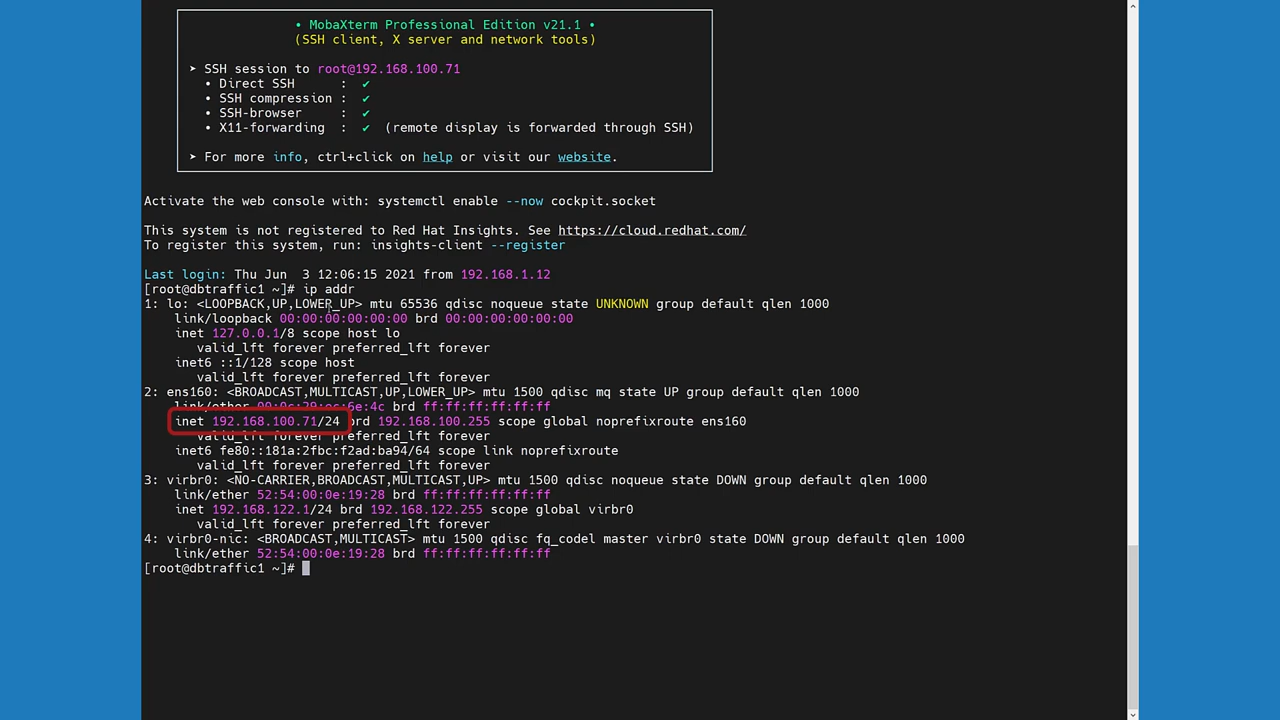 • MobaXterm Professional Edition v21.1 •
(SSH client, X server and network tools)
➤ SSH session to root@192.168.100.71
• Direct SSH : ✔
• SSH compression : ✔
• SSH-browser : ✔
• X11-forwarding : ✔ (remote display is forwarded through SSH)
➤ For more info, ctrl+click on help or visit our website.
Activate the web console with: systemctl enable --now cockpit.socket
This system is not registered to Red Hat Insights. See https://cloud.redhat.com/
To register this system, run: insights-client --register
Last login: Thu Jun 3 12:06:15 2021 from 192.168.1.12
[root@dbtraffic1 ~]# ip addr
1: lo: <LOOPBACK,UP,LOWER_UP> mtu 65536 qdisc noqueue state UNKNOWN group default qlen 1000
link/loopback 00:00:00:00:00:00 brd 00:00:00:00:00:00
inet 127.0.0.1/8 scope host lo
valid_lft forever preferred_lft forever
inet6 ::1/128 scope host
valid_lft forever preferred_lft forever
2: ens160: <BROADCAST,MULTICAST,UP,LOWER_UP> mtu 1500 qdisc mq state UP group default qlen 1000
link/ether 00:0c:29:ec:6e:4c brd ff:ff:ff:ff:ff:ff
inet 192.168.100.71/24 brd 192.168.100.255 scope global noprefixroute ens160
valid_lft forever preferred_lft forever
inet6 fe80::181a:2fbc:f2ad:ba94/64 scope link noprefixroute
valid_lft forever preferred_lft forever
3: virbr0: <NO-CARRIER,BROADCAST,MULTICAST,UP> mtu 1500 qdisc noqueue state DOWN group default qlen 1000
link/ether 52:54:00:0e:19:28 brd ff:ff:ff:ff:ff:ff
inet 192.168.122.1/24 brd 192.168.122.255 scope global virbr0
valid_lft forever preferred_lft forever
4: virbr0-nic: <BROADCAST,MULTICAST> mtu 1500 qdisc fq_codel master virbr0 state DOWN group default qlen 1000
link/ether 52:54:00:0e:19:28 brd ff:ff:ff:ff:ff:ff
[root@dbtraffic1 ~]#